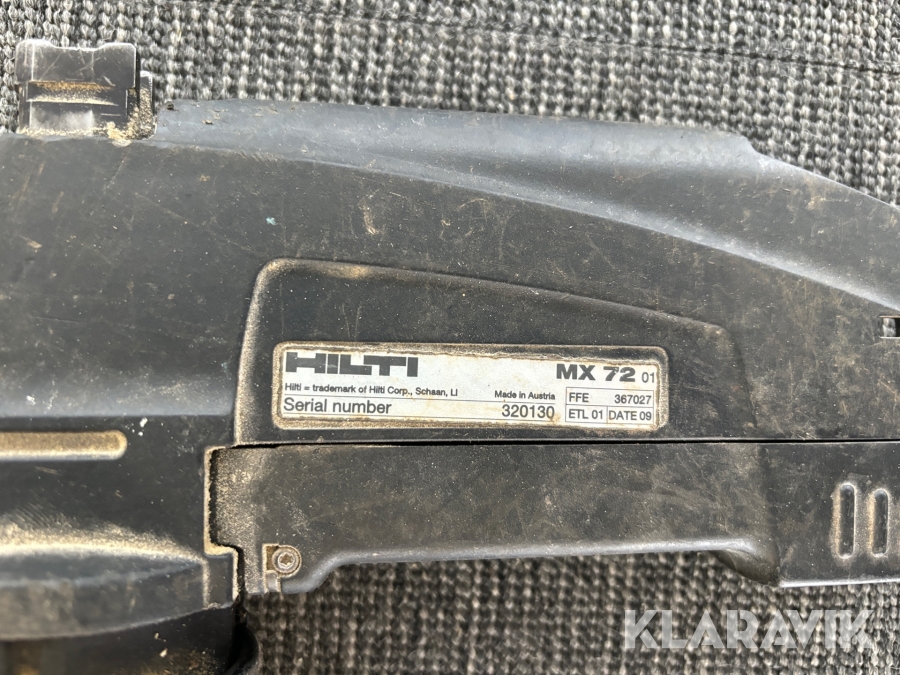 HILTI MX 72 01
Hilti = trademark of Hilti Corp., Schaan, LI Made in Austria FFE 367027
Serial number 320130 ETL 01 DATE 09
KLARAVIK